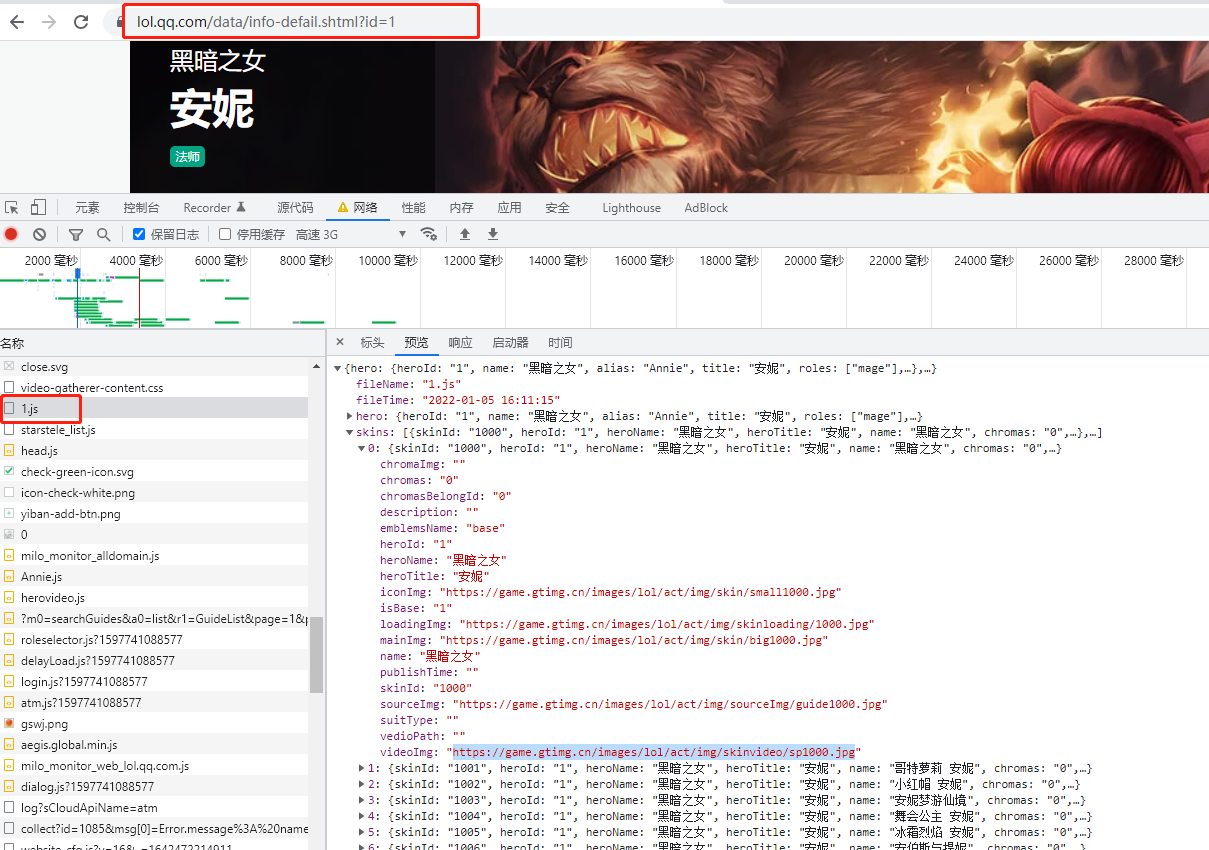 lol.qq.com/data/info-defail.shtml?id=1
黑暗之女
安妮
法师
元素 控制台 Recorder 源代码 网络 性能 内存 应用 安全 Lighthouse AdBlock
保留日志 停用缓存 高速 3G
2000 毫秒 4000 毫秒 6000 毫秒 8000 毫秒 10000 毫秒 12000 毫秒 14000 毫秒 16000 毫秒 18000 毫秒 20000 毫秒 22000 毫秒 24000 毫秒 26000 毫秒 28000 毫秒
名称
close.svg
video-gatherer-content.css
1.js
starstele_list.js
head.js
check-green-icon.svg
icon-check-white.png
yiban-add-btn.png
0
milo_monitor_alldomain.js
Annie.js
herovideo.js
?m0=searchGuides&a0=list&r1=GuideList&page=1&p
roleselector.js?1597741088577
delayLoad.js?1597741088577
login.js?1597741088577
atm.js?1597741088577
gswj.png
aegis.global.min.js
milo_monitor_web_lol.qq.com.js
dialog.js?1597741088577
log?sCloudApiName=atm
collect?id=1085&msg[0]=Error.message%3A%20name
website_cfg.js?v=16&_=1642472214911
× 标头 预览 响应 启动器 时间
▼{hero: {heroId: "1", name: "黑暗之女", alias: "Annie", title: "安妮", roles: ["mage"],…},…}
fileName: "1.js"
fileTime: "2022-01-05 16:11:15"
▶hero: {heroId: "1", name: "黑暗之女", alias: "Annie", title: "安妮", roles: ["mage"],…}
▼skins: [{skinId: "1000", heroId: "1", heroName: "黑暗之女", heroTitle: "安妮", name: "黑暗之女", chromas: "0",…},…]
▼0: {skinId: "1000", heroId: "1", heroName: "黑暗之女", heroTitle: "安妮", name: "黑暗之女", chromas: "0",…}
chromaImg: ""
chromas: "0"
chromasBelongId: "0"
description: ""
emblemsName: "base"
heroId: "1"
heroName: "黑暗之女"
heroTitle: "安妮"
iconImg: "https://game.gtimg.cn/images/lol/act/img/skin/small1000.jpg"
isBase: "1"
loadingImg: "https://game.gtimg.cn/images/lol/act/img/skinloading/1000.jpg"
mainImg: "https://game.gtimg.cn/images/lol/act/img/skin/big1000.jpg"
name: "黑暗之女"
publishTime: ""
skinId: "1000"
sourceImg: "https://game.gtimg.cn/images/lol/act/img/sourceImg/guide1000.jpg"
suitType: ""
vedioPath: ""
videoImg: "https://game.gtimg.cn/images/lol/act/img/skinvideo/sp1000.jpg"
▶1: {skinId: "1001", heroId: "1", heroName: "黑暗之女", heroTitle: "安妮", name: "哥特萝莉 安妮", chromas: "0",…}
▶2: {skinId: "1002", heroId: "1", heroName: "黑暗之女", heroTitle: "安妮", name: "小红帽 安妮", chromas: "0",…}
▶3: {skinId: "1003", heroId: "1", heroName: "黑暗之女", heroTitle: "安妮", name: "安妮梦游仙境", chromas: "0",…}
▶4: {skinId: "1004", heroId: "1", heroName: "黑暗之女", heroTitle: "安妮", name: "舞会公主 安妮", chromas: "0",…}
▶5: {skinId: "1005", heroId: "1", heroName: "黑暗之女", heroTitle: "安妮", name: "冰霜烈焰 安妮", chromas: "0",…}
▶6: {skinId: "1006", heroId: "1", heroName: "黑暗之女", heroTitle: "安妮", name: "安伯斯与提妮", chromas: "0",…}